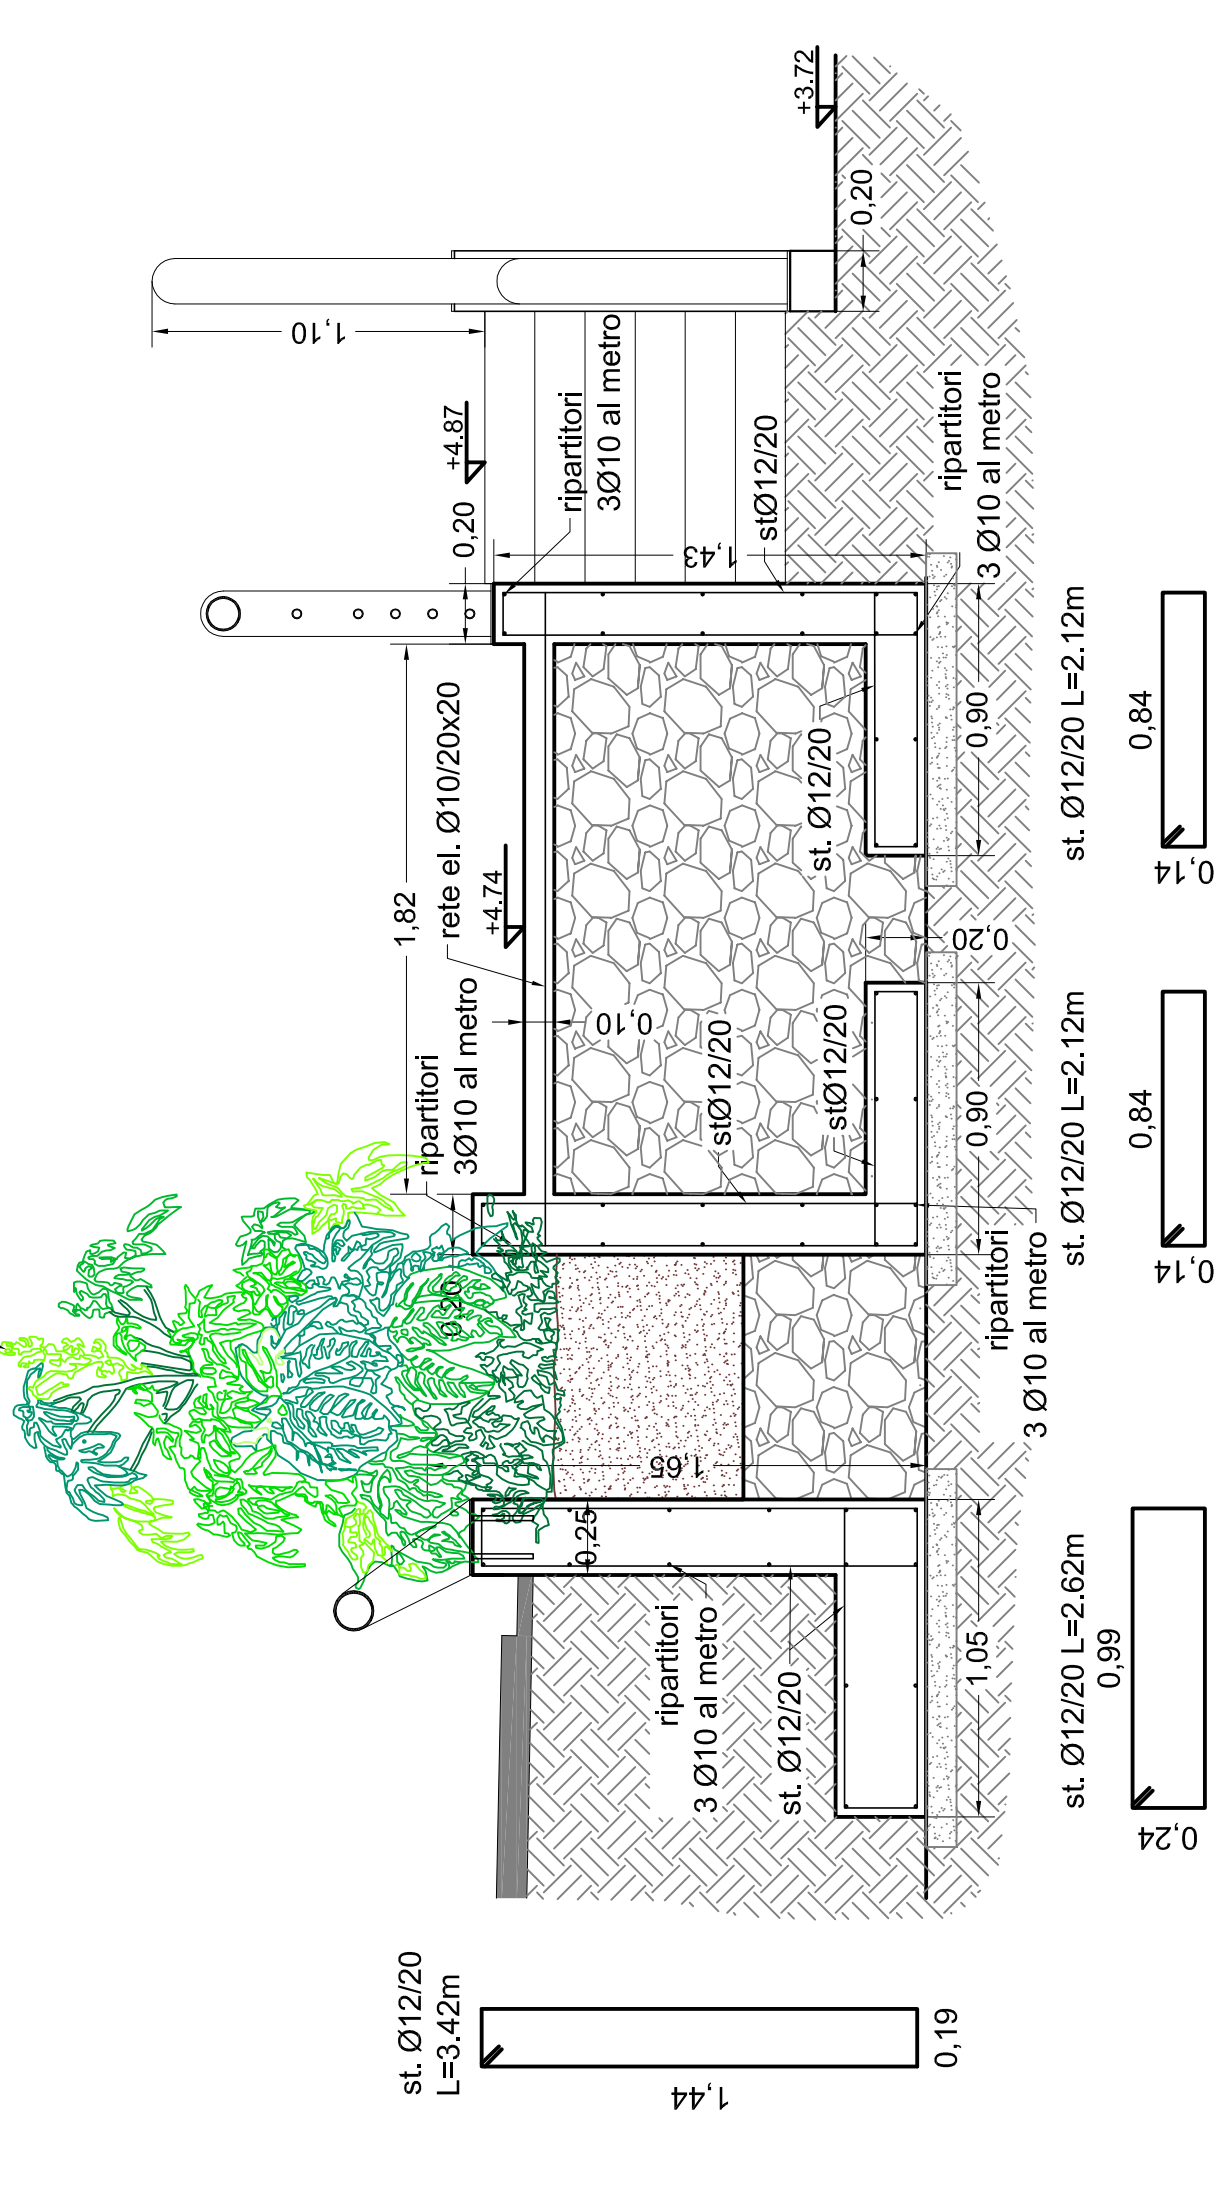 +3.72
0,20
1,10
+4.87
ripartitori
3Ø10 al metro
0,20
1,43
stØ12/20
ripartitori
3 Ø10 al metro
1,82
rete el. Ø10/20x20
+4.74
0,10
st. Ø12/20
0,90
0,20
ripartitori
3Ø10 al metro
stØ12/20
stØ12/20
0,90
0,20
ripartitori
3 Ø10 al metro
1,65
0,25
ripartitori
3 Ø10 al metro
st. Ø12/20
1,05
st. Ø12/20
L=3.42m
1,44
0,19
st. Ø12/20 L=2.62m
0,99
0,24
st. Ø12/20 L=2.12m
0,84
0,14
st. Ø12/20 L=2.12m
0,84
0,14